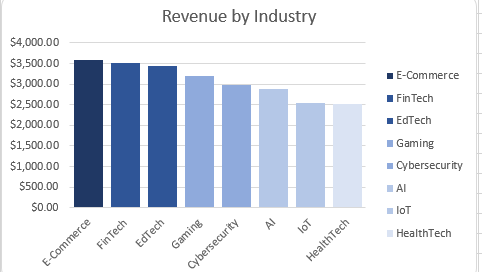 Revenue by Industry
$4,000.00
$3,500.00
$3,000.00
$2,500.00
$2,000.00
$1,500.00
$1,000.00
$500.00
$0.00
E-Commerce
FinTech
EdTech
Gaming
Cybersecurity
AI
IoT
HealthTech
E-Commerce
FinTech
EdTech
Gaming
Cybersecurity
AI
IoT
HealthTech